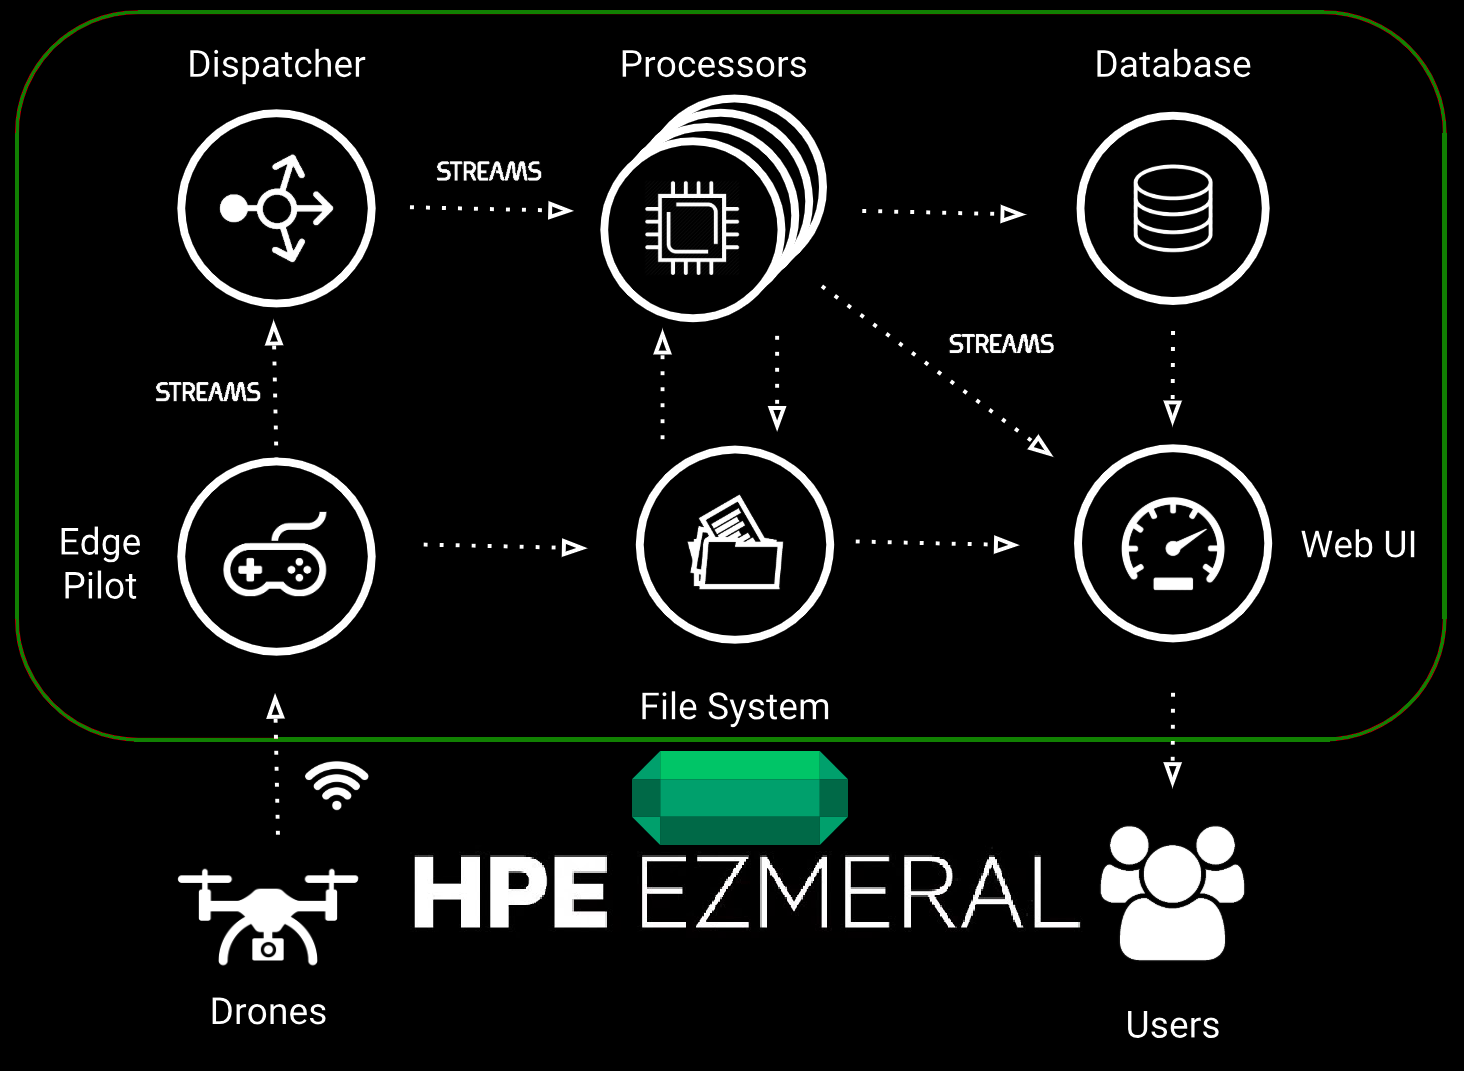 Dispatcher
Processors
Database
STREAMS
STREAMS
STREAMS
Edge
Pilot
Web UI
File System
HPE EZMERAL
Drones
Users